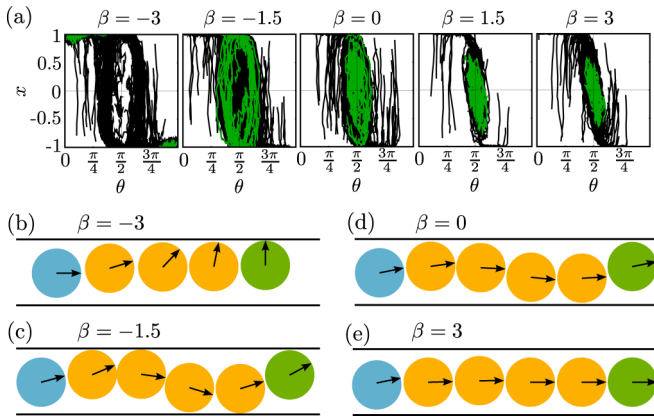 (a) β = −3 β = −1.5 β = 0 β = 1.5 β = 3
1
0.5
x 0
-0.5
-1
0 π/4 π/2 3π/4 0 π/4 π/2 3π/4 0 π/4 π/2 3π/4 0 π/4 π/2 3π/4 0 π/4 π/2 3π/4
θ θ θ θ θ
(b) β = −3 (d) β = 0
(c) β = −1.5 (e) β = 3